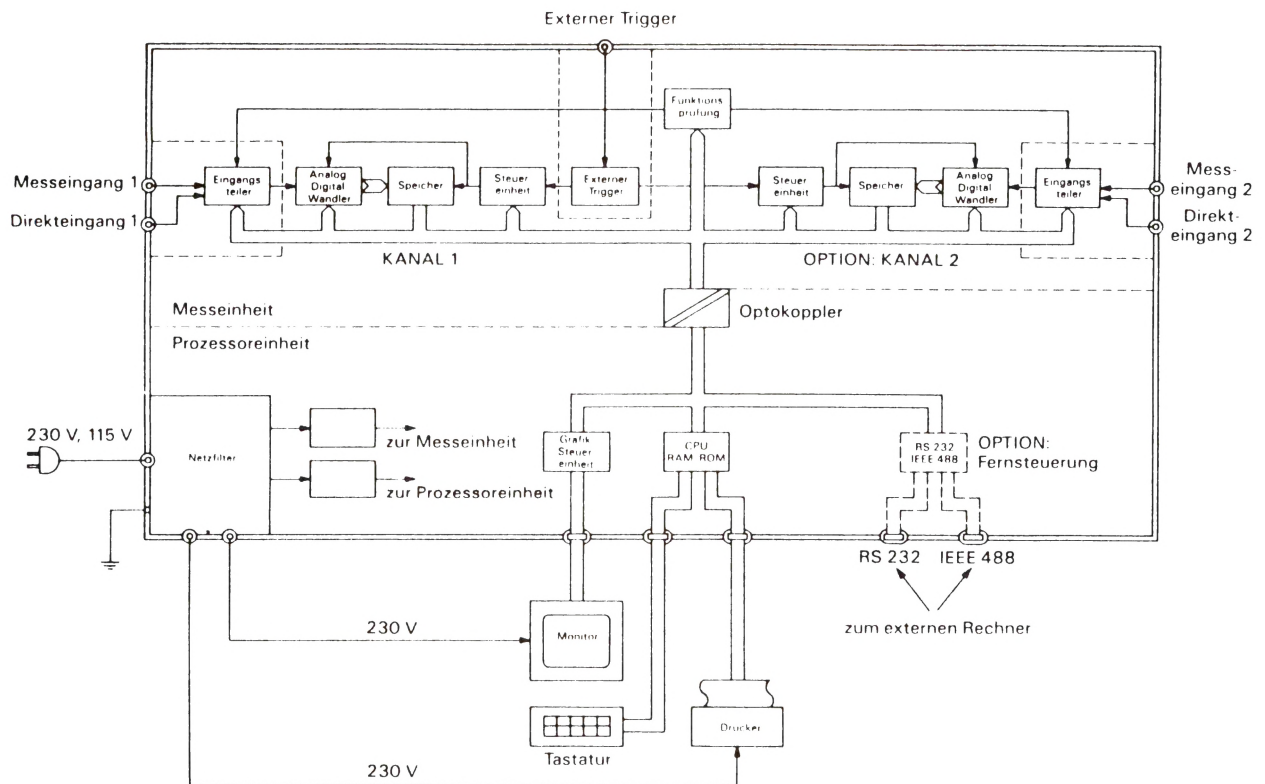 Externer Trigger
Funktions
prüfung
Messeingang 1
Direkteingang 1
Eingangs
teiler
Analog
Digital
Wandler
Speicher
Steuer
einheit
Externer
Trigger
Steuer
einheit
Speicher
Analog
Digital
Wandler
Eingangs
teiler
Mess-
eingang 2
Direkt-
eingang 2
KANAL 1
OPTION: KANAL 2
Messeinheit
Optokoppler
Prozessoreinheit
230 V, 115 V
Netzfilter
zur Messeinheit
zur Prozessoreinheit
Grafik
Steuer
einheit
CPU
RAM ROM
RS 232
IEEE 488
OPTION:
Fernsteuerung
RS 232
IEEE 488
zum externen Rechner
230 V
Monitor
Tastatur
Drucker
230 V